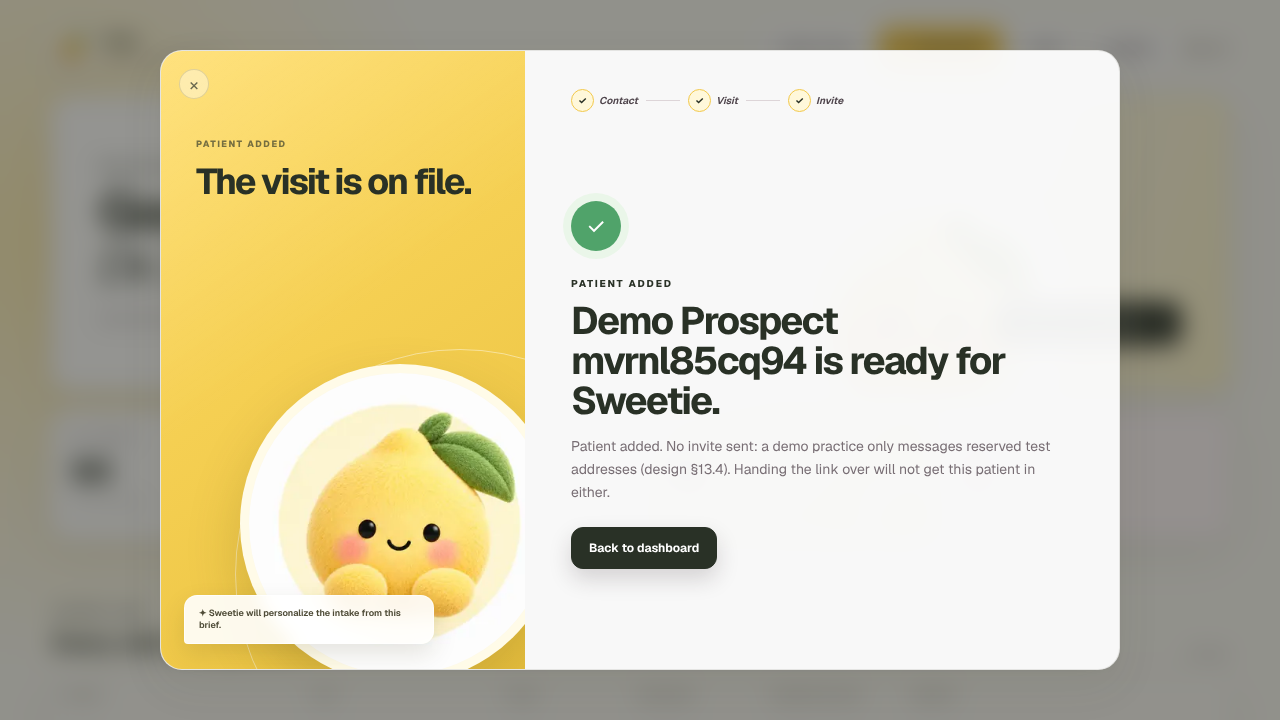 PATIENT ADDED
The visit is on file.
✦ Sweetie will personalize the intake from this
brief.
Contact
Visit
Invite
PATIENT ADDED
Demo Prospect
mvrnl85cq94 is ready for
Sweetie.
Patient added. No invite sent: a demo practice only messages reserved test
addresses (design §13.4). Handing the link over will not get this patient in
either.
Back to dashboard